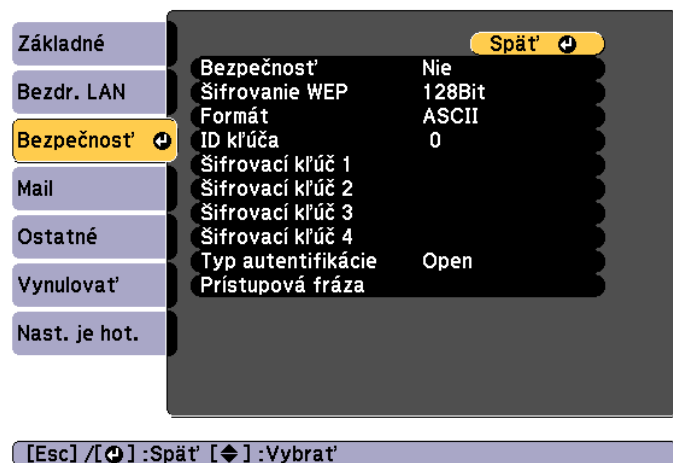 Základné
Bezdr. LAN
Bezpečnosť
Mail
Ostatné
Vynulovať
Nast. je hot.
Späť
Bezpečnosť Nie
Šifrovanie WEP 128Bit
Formát ASCII
ID kľúča 0
Šifrovací kľúč 1
Šifrovací kľúč 2
Šifrovací kľúč 3
Šifrovací kľúč 4
Typ autentifikácie Open
Prístupová fráza
[Esc] /[⏎] :Späť [◆] :Vybrať